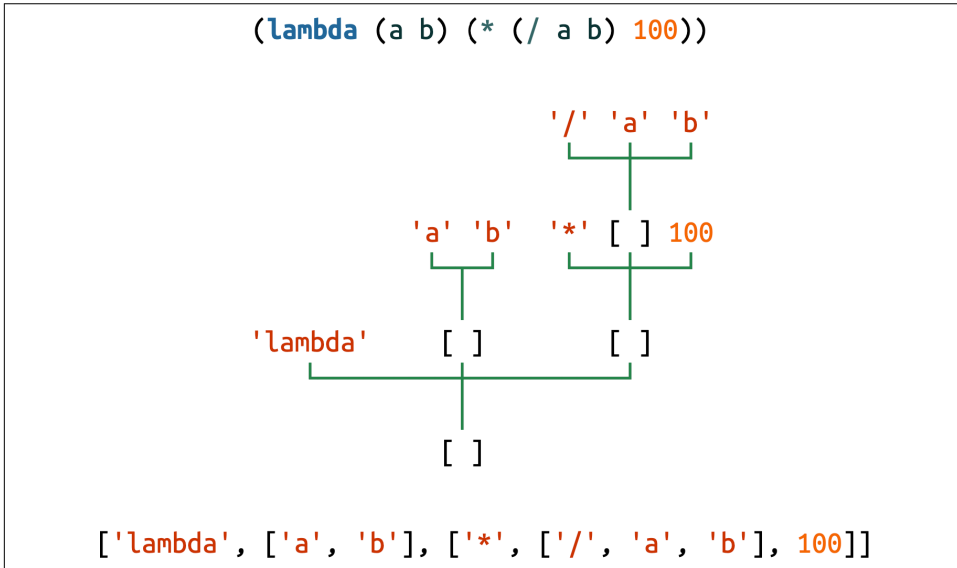 (lambda (a b) (* (/ a b) 100))
'/' 'a' 'b'
'a' 'b' '*' [ ] 100
'lambda' [ ] [ ]
[ ]
['lambda', ['a', 'b'], ['*', ['/', 'a', 'b'], 100]]